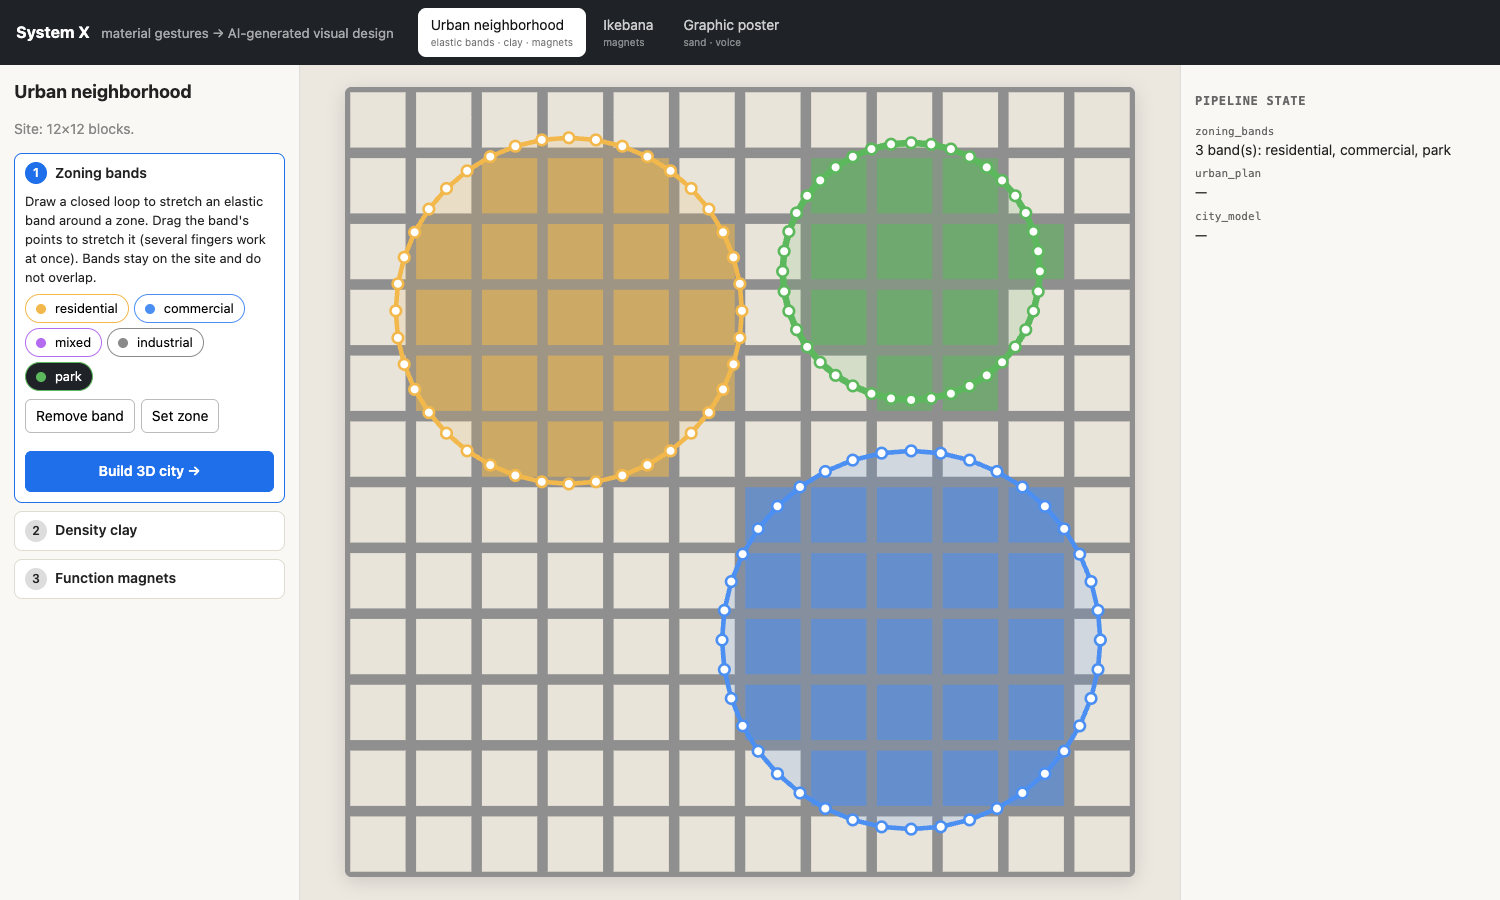 System X
material gestures → AI-generated visual design
Urban neighborhood
elastic bands · clay · magnets
Ikebana
magnets
Graphic poster
sand · voice
Urban neighborhood
Site: 12×12 blocks.
1 Zoning bands
Draw a closed loop to stretch an elastic
band around a zone. Drag the band's
points to stretch it (several fingers work
at once). Bands stay on the site and do
not overlap.
residential
commercial
mixed
industrial
park
Remove band
Set zone
Build 3D city →
2 Density clay
3 Function magnets
PIPELINE STATE
zoning_bands
3 band(s): residential, commercial, park
urban_plan
—
city_model
—